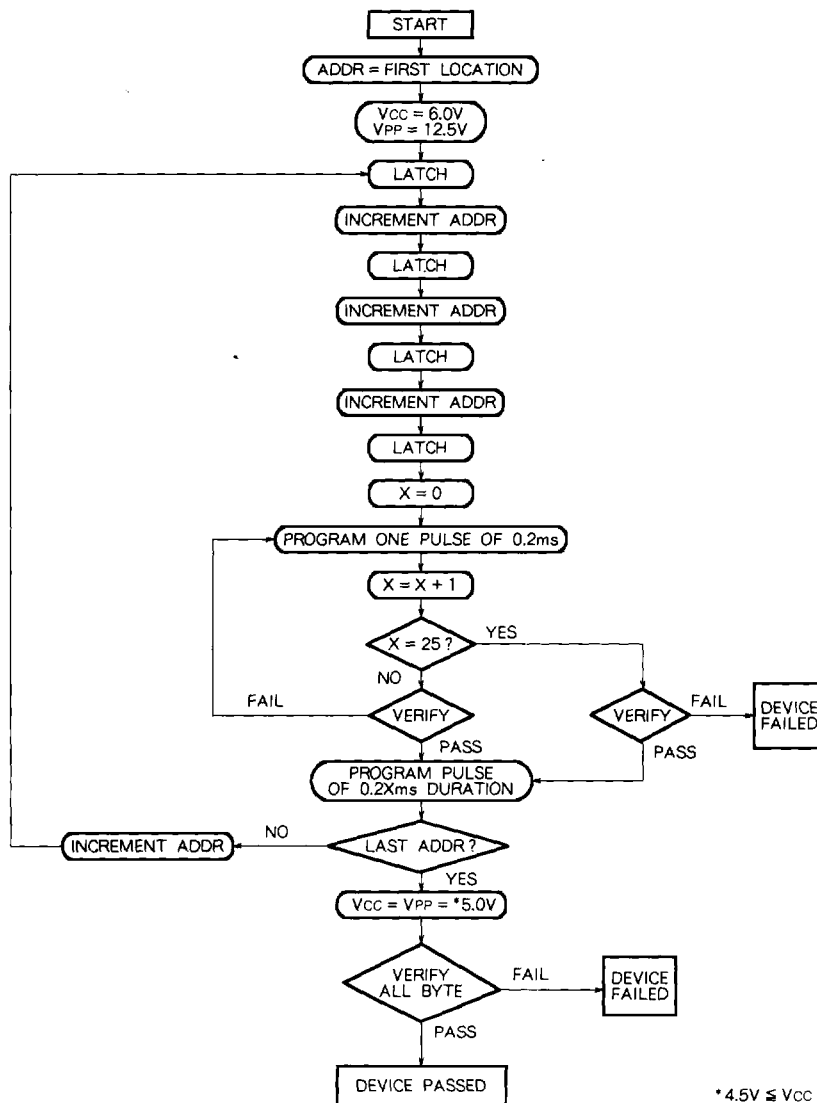 START
ADDR = FIRST LOCATION
VCC = 6.0V
VPP = 12.5V
LATCH
INCREMENT ADDR
LATCH
INCREMENT ADDR
LATCH
INCREMENT ADDR
LATCH
X = 0
PROGRAM ONE PULSE OF 0.2ms
X = X + 1
X = 25 ?
YES
NO
FAIL
VERIFY
PASS
VERIFY
FAIL
DEVICE
FAILED
PASS
PROGRAM PULSE
OF 0.2Xms DURATION
LAST ADDR ?
NO
INCREMENT ADDR
YES
VCC = VPP = *5.0V
VERIFY
ALL BYTE
FAIL
DEVICE
FAILED
PASS
DEVICE PASSED
* 4.5V ≦ VCC